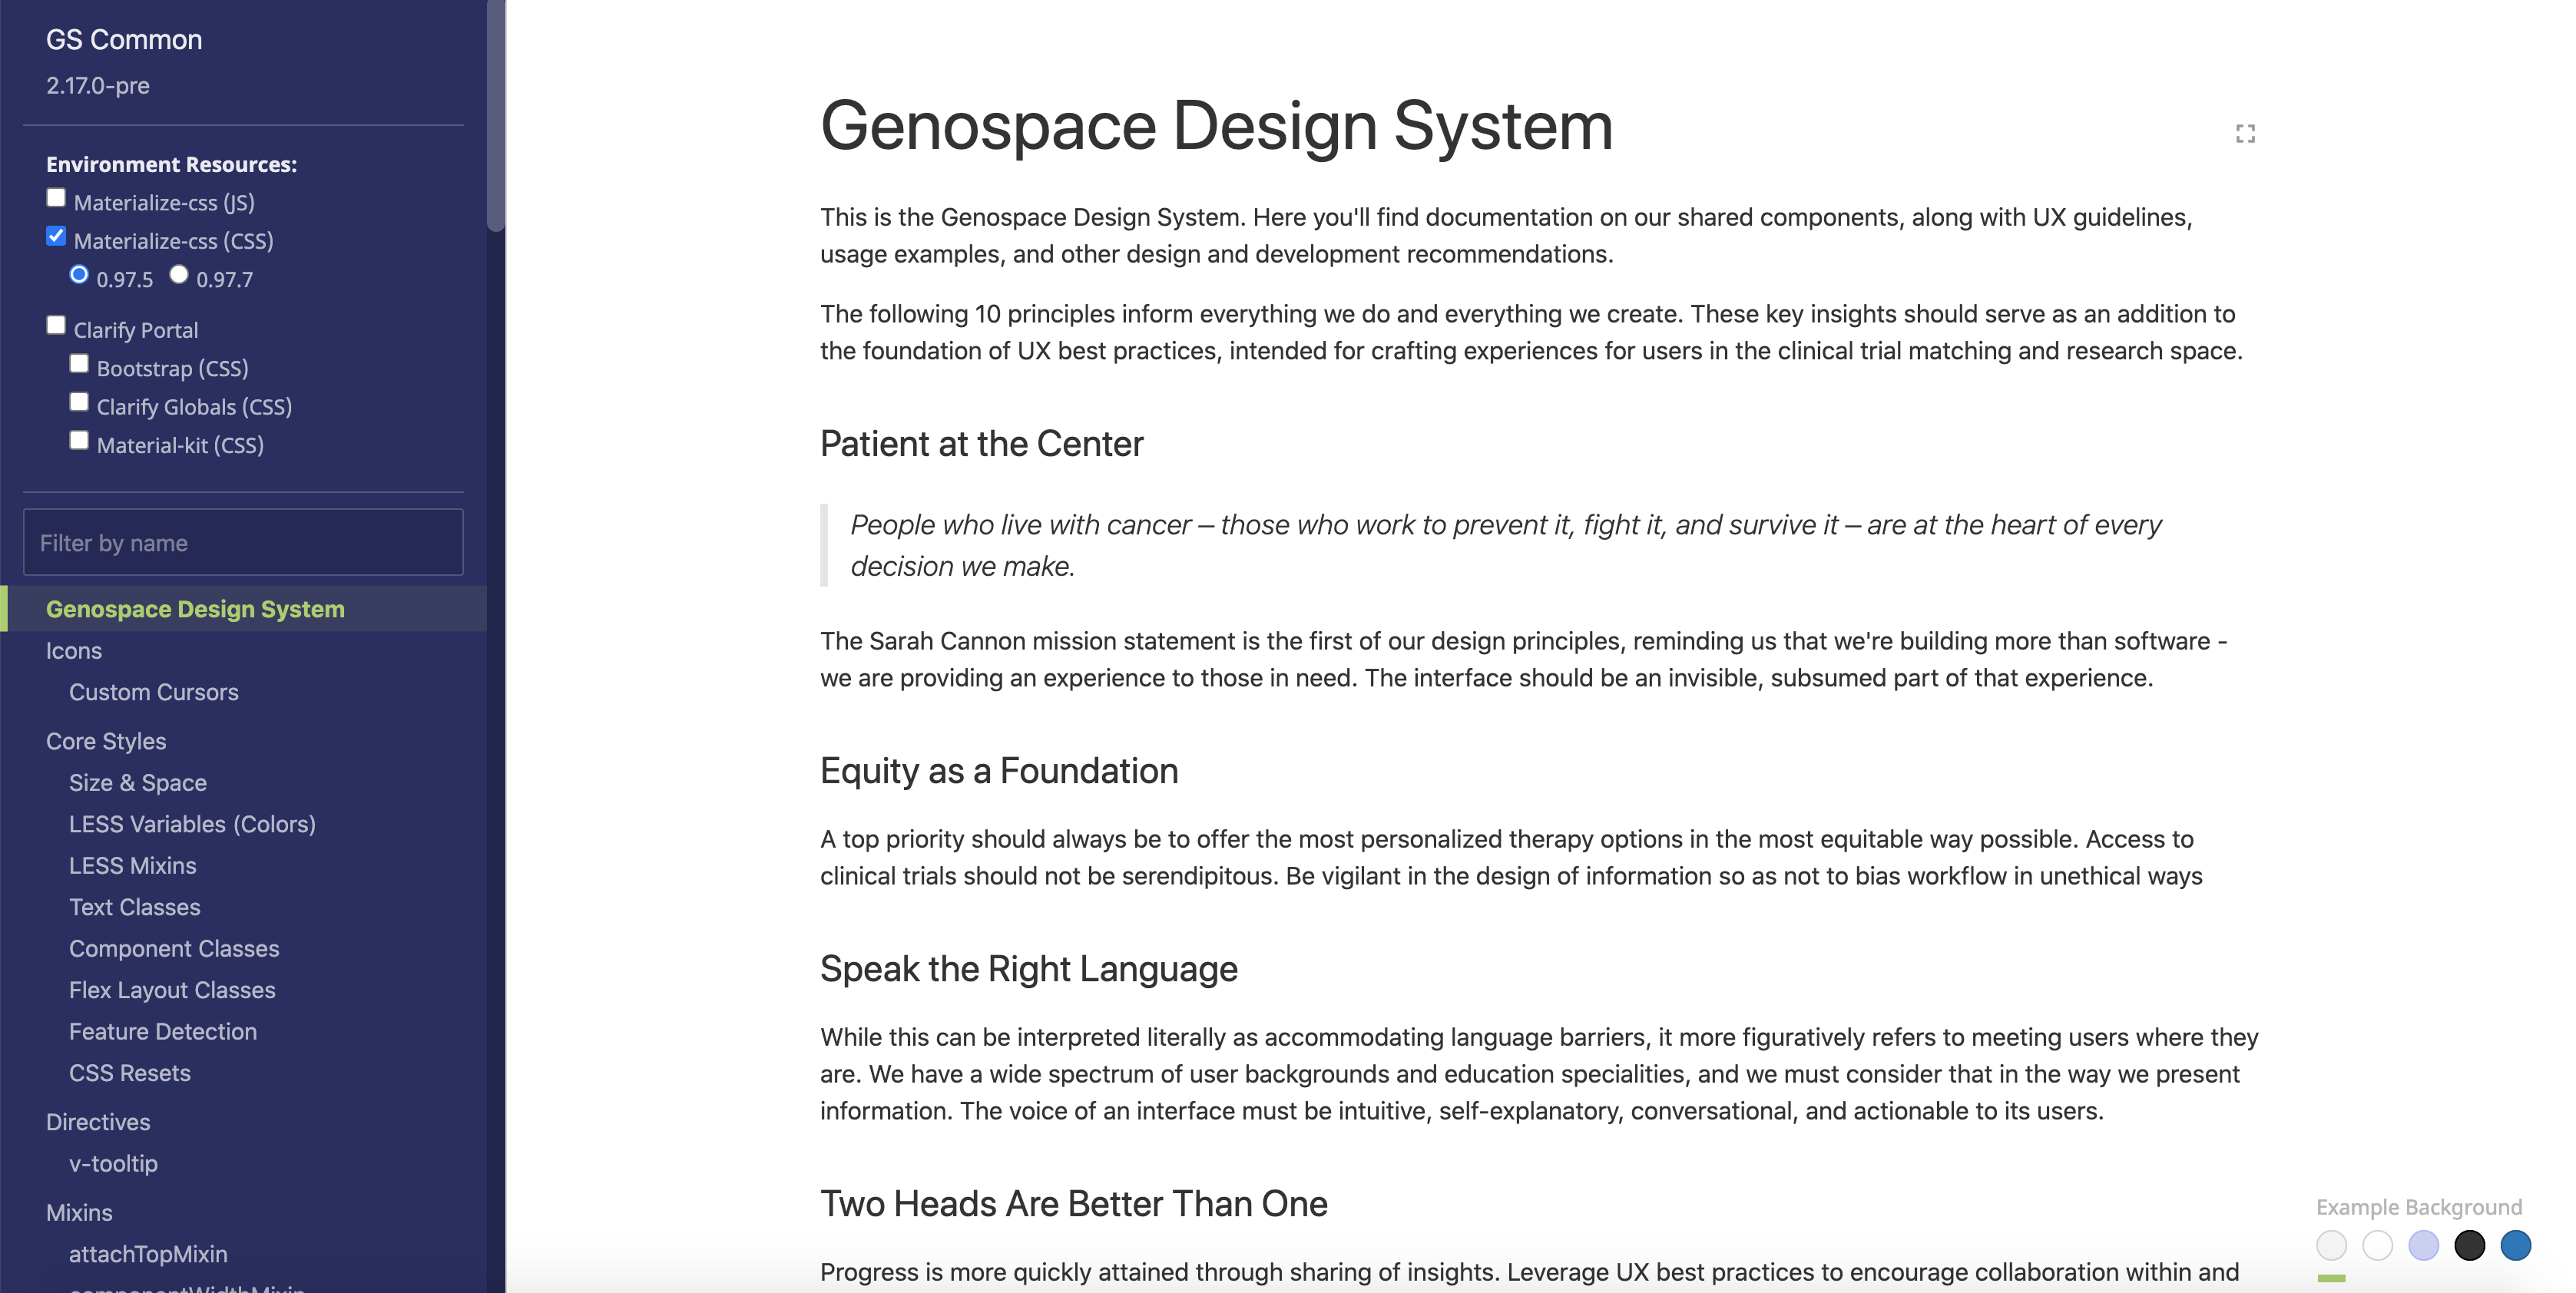 GS Common
2.17.0-pre
Environment Resources:
Materialize-css (JS)
Materialize-css (CSS)
0.97.5 0.97.7
Clarify Portal
Bootstrap (CSS)
Clarify Globals (CSS)
Material-kit (CSS)
Filter by name
Genospace Design System
Icons
Custom Cursors
Core Styles
Size & Space
LESS Variables (Colors)
LESS Mixins
Text Classes
Component Classes
Flex Layout Classes
Feature Detection
CSS Resets
Directives
v-tooltip
Mixins
attachTopMixin
componentWidthMixin
Genospace Design System
This is the Genospace Design System. Here you'll find documentation on our shared components, along with UX guidelines,
usage examples, and other design and development recommendations.
The following 10 principles inform everything we do and everything we create. These key insights should serve as an addition to
the foundation of UX best practices, intended for crafting experiences for users in the clinical trial matching and research space.
Patient at the Center
People who live with cancer – those who work to prevent it, fight it, and survive it – are at the heart of every
decision we make.
The Sarah Cannon mission statement is the first of our design principles, reminding us that we're building more than software -
we are providing an experience to those in need. The interface should be an invisible, subsumed part of that experience.
Equity as a Foundation
A top priority should always be to offer the most personalized therapy options in the most equitable way possible. Access to
clinical trials should not be serendipitous. Be vigilant in the design of information so as not to bias workflow in unethical ways
Speak the Right Language
While this can be interpreted literally as accommodating language barriers, it more figuratively refers to meeting users where they
are. We have a wide spectrum of user backgrounds and education specialities, and we must consider that in the way we present
information. The voice of an interface must be intuitive, self-explanatory, conversational, and actionable to its users.
Two Heads Are Better Than One
Progress is more quickly attained through sharing of insights. Leverage UX best practices to encourage collaboration within and
Example Background